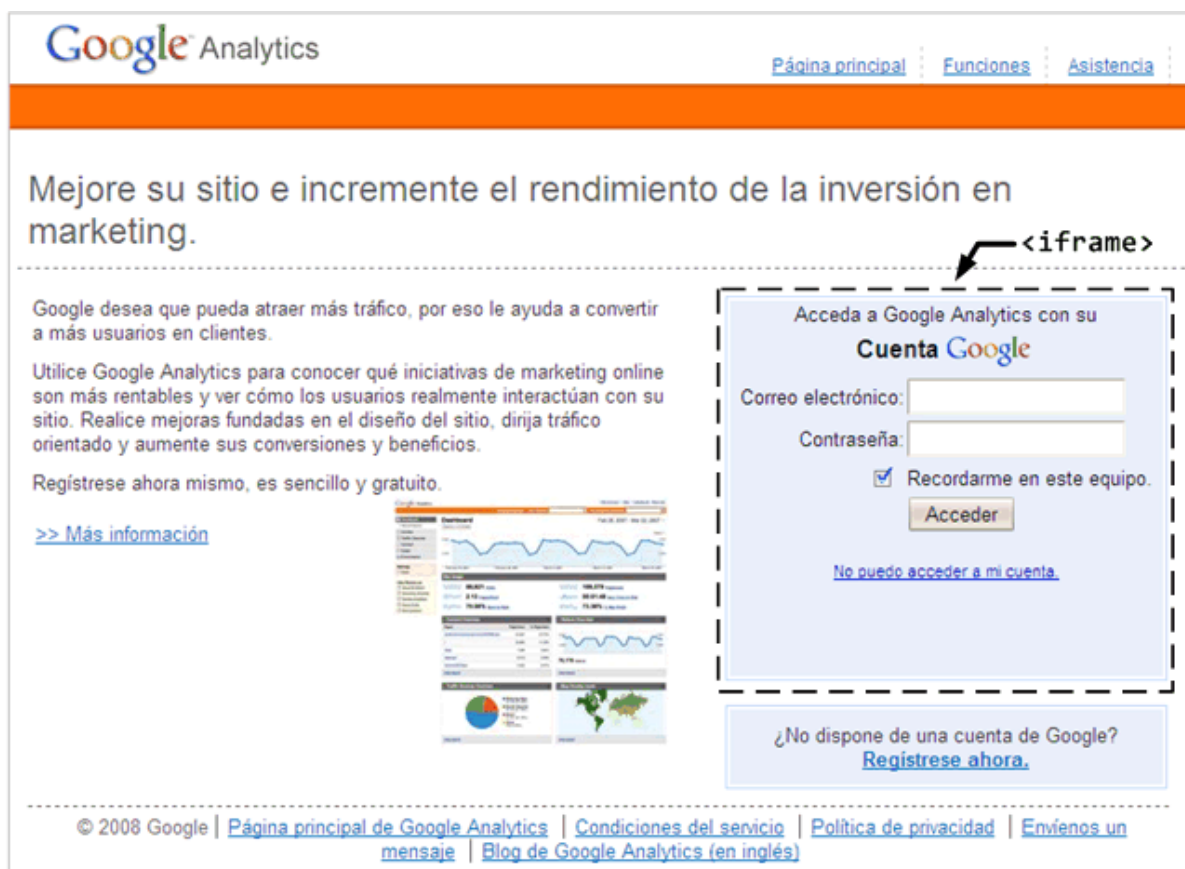 Google Analytics
Página principal Funciones Asistencia
Mejore su sitio e incremente el rendimiento de la inversión en
marketing.
<iframe>
Google desea que pueda atraer más tráfico, por eso le ayuda a convertir
a más usuarios en clientes.
Utilice Google Analytics para conocer qué iniciativas de marketing online
son más rentables y ver cómo los usuarios realmente interactúan con su
sitio. Realice mejoras fundadas en el diseño del sitio, dirija tráfico
orientado y aumente sus conversiones y beneficios.
Regístrese ahora mismo, es sencillo y gratuito.
>> Más información
Dashboard
Acceda a Google Analytics con su
Cuenta Google
Correo electrónico:
Contraseña:
Recordarme en este equipo.
Acceder
No puedo acceder a mi cuenta.
¿No dispone de una cuenta de Google?
Regístrese ahora.
© 2008 Google | Página principal de Google Analytics | Condiciones del servicio | Política de privacidad | Envíenos un
mensaje | Blog de Google Analytics (en inglés)